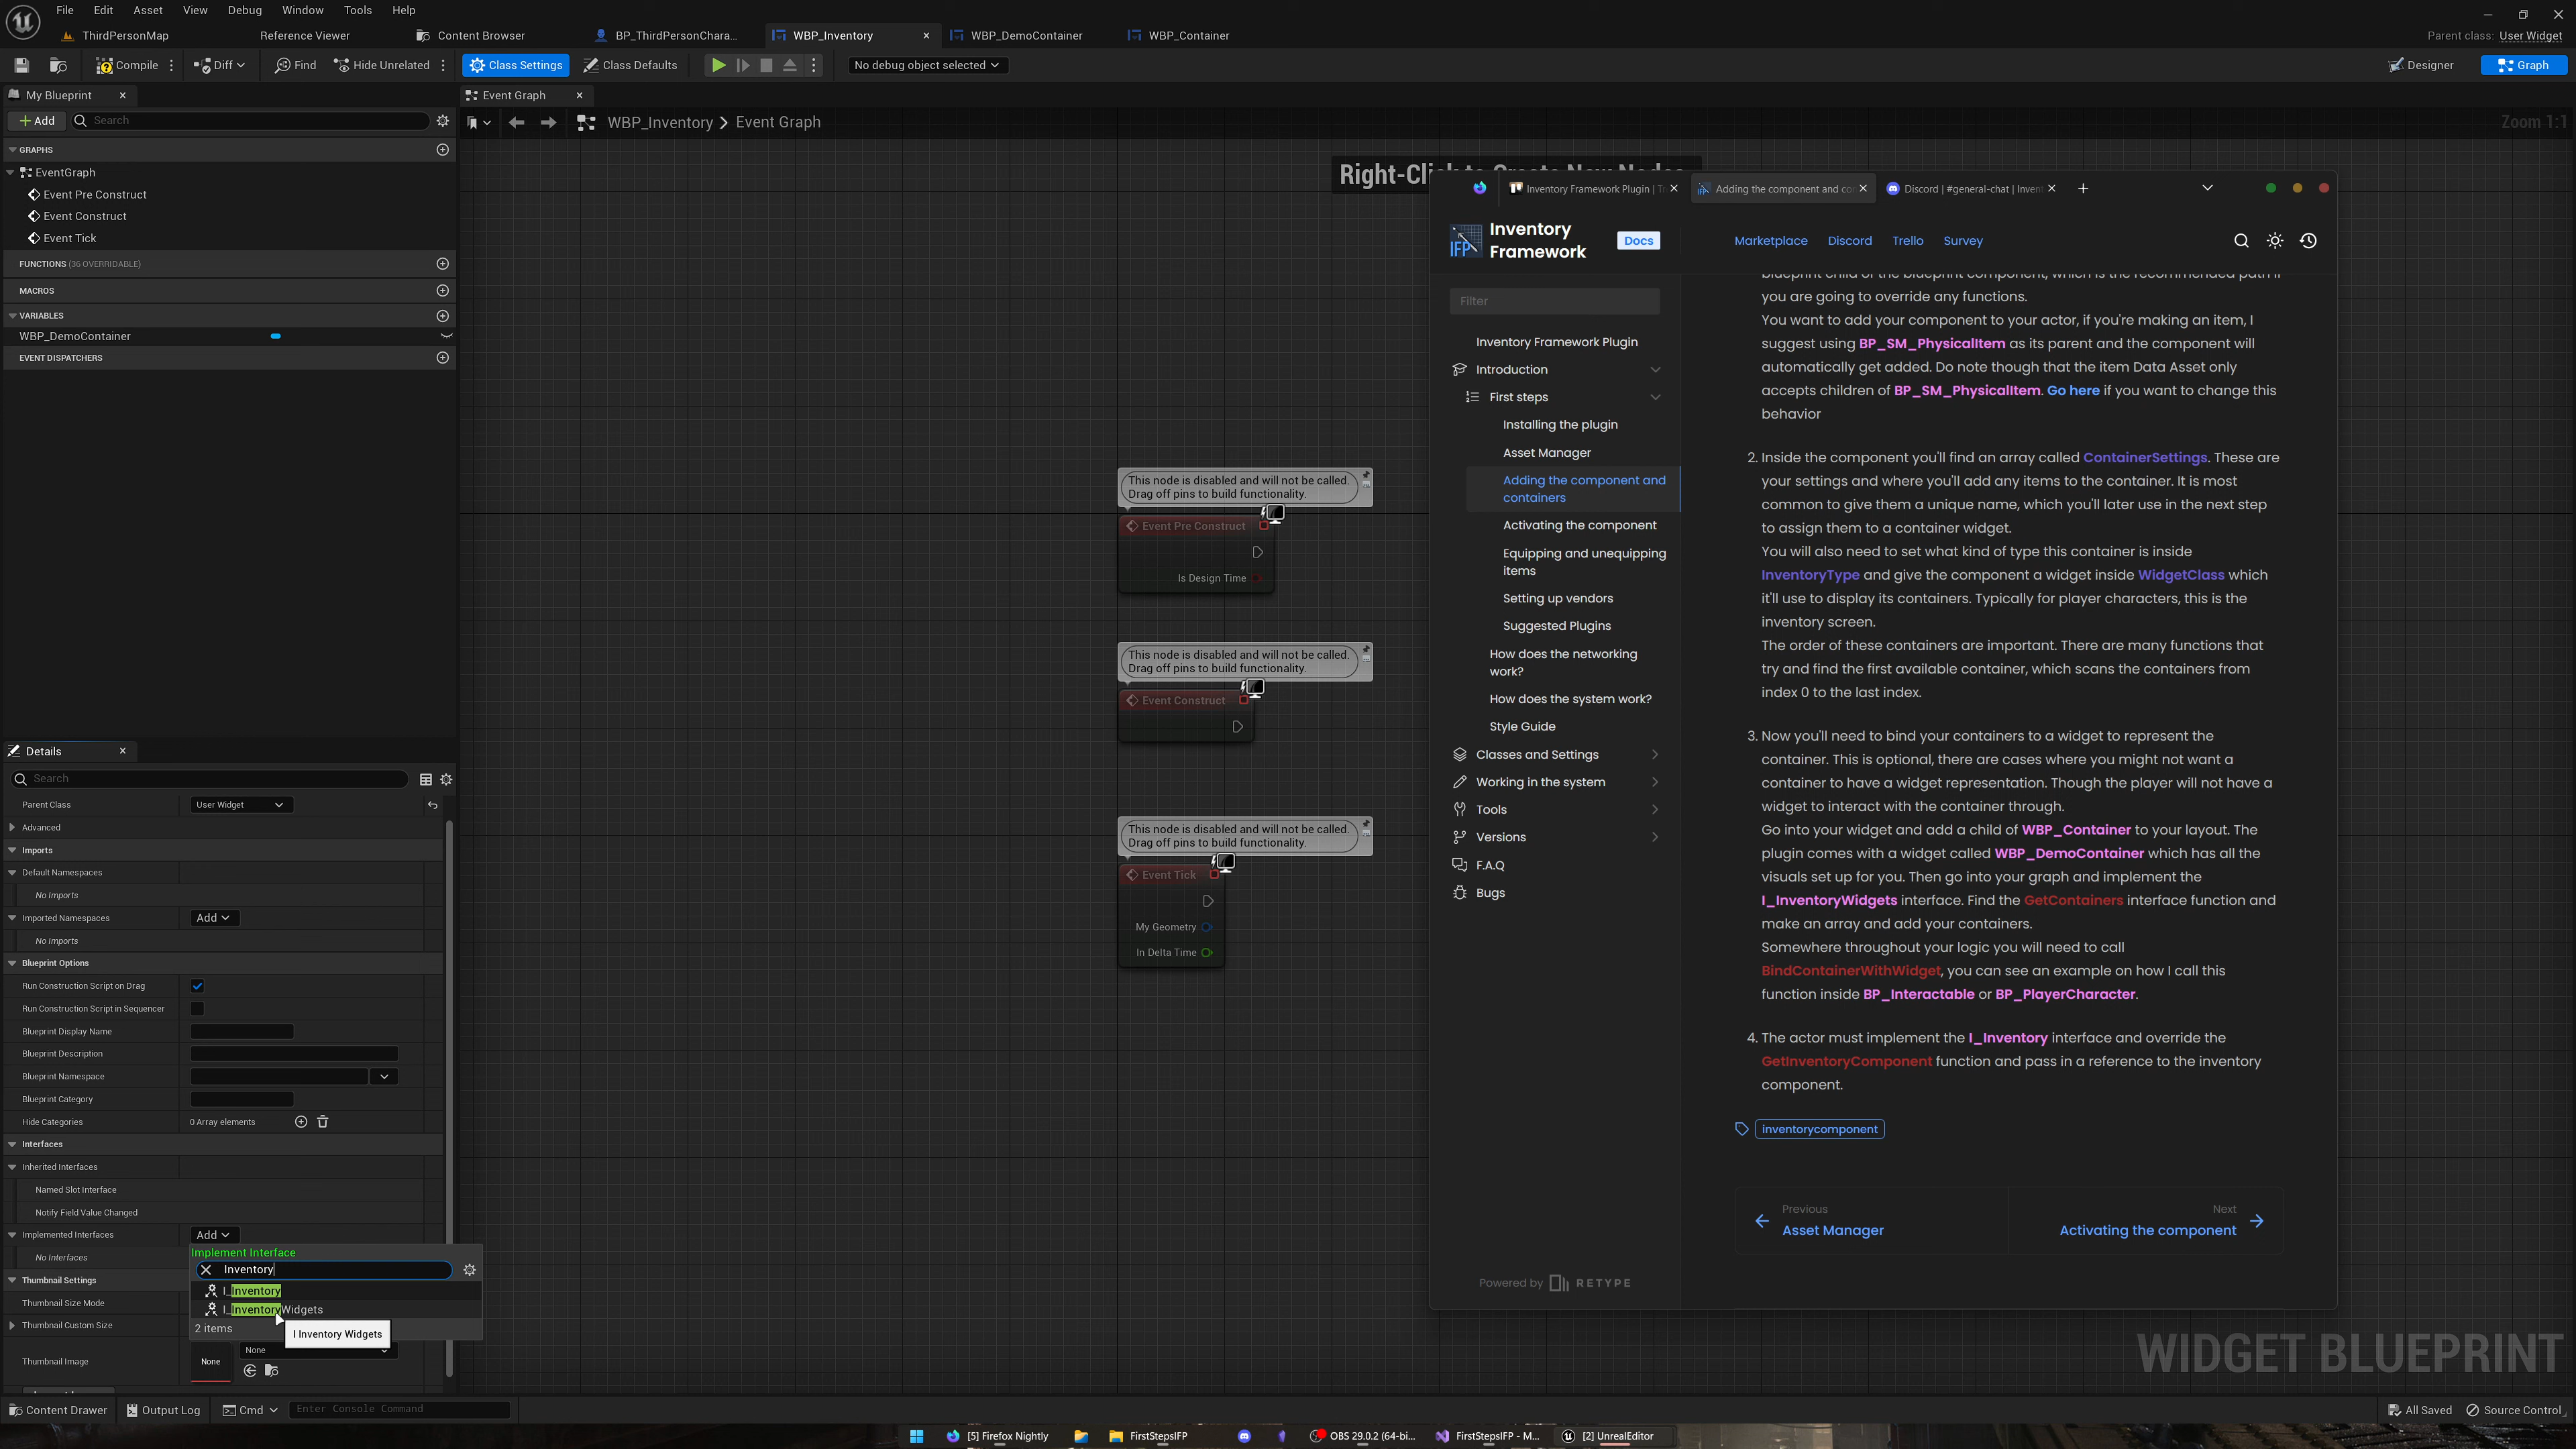 File Edit Asset View Debug Window Tools Help
ThirdPersonMap Reference Viewer Content Browser BP_ThirdPersonChara... WBP_Inventory WBP_DemoContainer WBP_Container
Parent class: User Widget
Compile Diff Find Hide Unrelated Class Settings Class Defaults No debug object selected Designer Graph
My Blueprint
Add Search
GRAPHS
EventGraph
Event Pre Construct
Event Construct
Event Tick
FUNCTIONS (36 OVERRIDABLE)
MACROS
VARIABLES
WBP_DemoContainer
EVENT DISPATCHERS
Event Graph
WBP_Inventory > Event Graph
Zoom 1:1
This node is disabled and will not be called.
Drag off pins to build functionality.
Event Pre Construct
Is Design Time
This node is disabled and will not be called.
Drag off pins to build functionality.
Event Construct
This node is disabled and will not be called.
Drag off pins to build functionality.
Event Tick
My Geometry
In Delta Time
Details
Search
Parent Class User Widget
Advanced
Imports
Default Namespaces
No Imports
Imported Namespaces Add
No Imports
Blueprint Options
Run Construction Script on Drag
Run Construction Script in Sequencer
Blueprint Display Name
Blueprint Description
Blueprint Namespace
Blueprint Category
Hide Categories 0 Array elements
Interfaces
Inherited Interfaces
Named Slot Interface
Notify Field Value Changed
Implemented Interfaces Add
No Interfaces
Implement Interface
Inventory
I_Inventory
I_InventoryWidgets
2 items
I Inventory Widgets
Thumbnail Settings
Thumbnail Size Mode
Thumbnail Custom Size
Thumbnail Image None None
Inventory Framework Plugin | Tr Adding the component and co Discord | #general-chat | Inven
Inventory
Framework
Docs
Marketplace Discord Trello Survey
Filter
Inventory Framework Plugin
Introduction
First steps
Installing the plugin
Asset Manager
Adding the component and
containers
Activating the component
Equipping and unequipping
items
Setting up vendors
Suggested Plugins
How does the networking
work?
How does the system work?
Style Guide
Classes and Settings
Working in the system
Tools
Versions
F.A.Q
Bugs
Powered by RETYPE
blueprint child of the blueprint component, which is the recommended path if
you are going to override any functions.
You want to add your component to your actor, if you're making an item, I
suggest using BP_SM_PhysicalItem as its parent and the component will
automatically get added. Do note though that the item Data Asset only
accepts children of BP_SM_PhysicalItem. Go here if you want to change this
behavior
2. Inside the component you'll find an array called ContainerSettings. These are
your settings and where you'll add any items to the container. It is most
common to give them a unique name, which you'll later use in the next step
to assign them to a container widget.
You will also need to set what kind of type this container is inside
InventoryType and give the component a widget inside WidgetClass which
it'll use to display its containers. Typically for player characters, this is the
inventory screen.
The order of these containers are important. There are many functions that
try and find the first available container, which scans the containers from
index 0 to the last index.
3. Now you'll need to bind your containers to a widget to represent the
container. This is optional, there are cases where you might not want a
container to have a widget representation. Though the player will not have a
widget to interact with the container through.
Go into your widget and add a child of WBP_Container to your layout. The
plugin comes with a widget called WBP_DemoContainer which has all the
visuals set up for you. Then go into your graph and implement the
I_InventoryWidgets interface. Find the GetContainers interface function and
make an array and add your containers.
Somewhere throughout your logic you will need to call
BindContainerWithWidget, you can see an example on how I call this
function inside BP_Interactable or BP_PlayerCharacter.
4. The actor must implement the I_Inventory interface and override the
GetInventoryComponent function and pass in a reference to the inventory
component.
inventorycomponent
Previous
Asset Manager
Next
Activating the component
WIDGET BLUEPRINT
Content Drawer Output Log Cmd Enter Console Command All Saved Source Control
[5] Firefox Nightly FirstStepsIFP OBS 29.0.2 (64-bi... FirstStepsIFP - M... [2] UnrealEditor